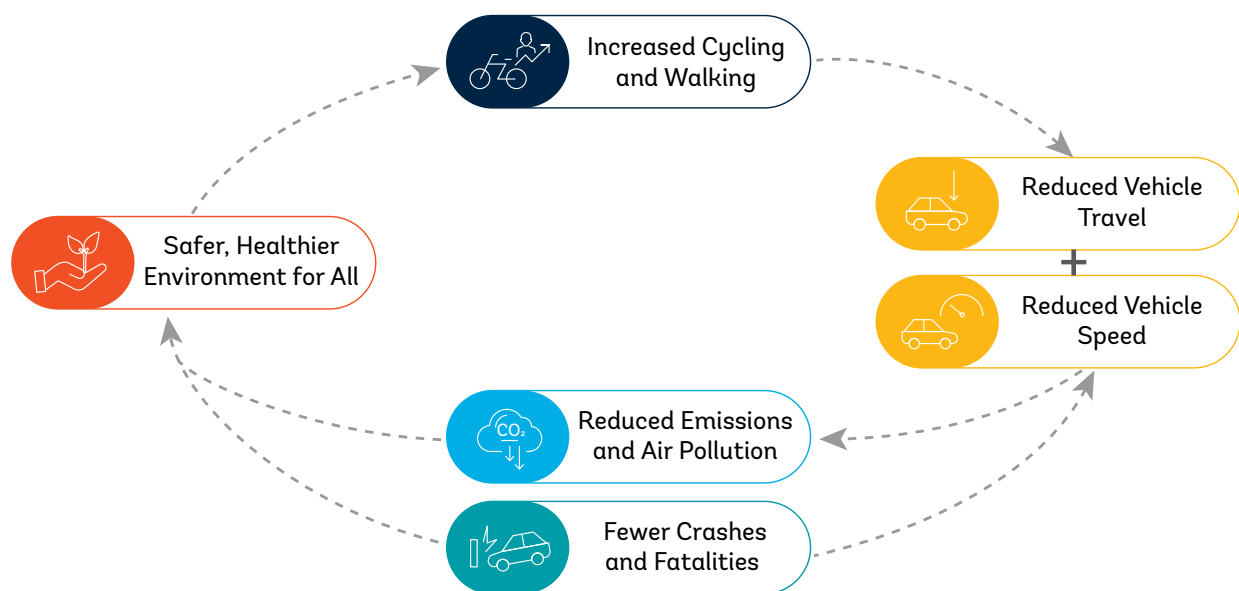 Increased Cycling
and Walking
Reduced Vehicle
Travel
+
Reduced Vehicle
Speed
Safer, Healthier
Environment for All
CO₂
Reduced Emissions
and Air Pollution
Fewer Crashes
and Fatalities